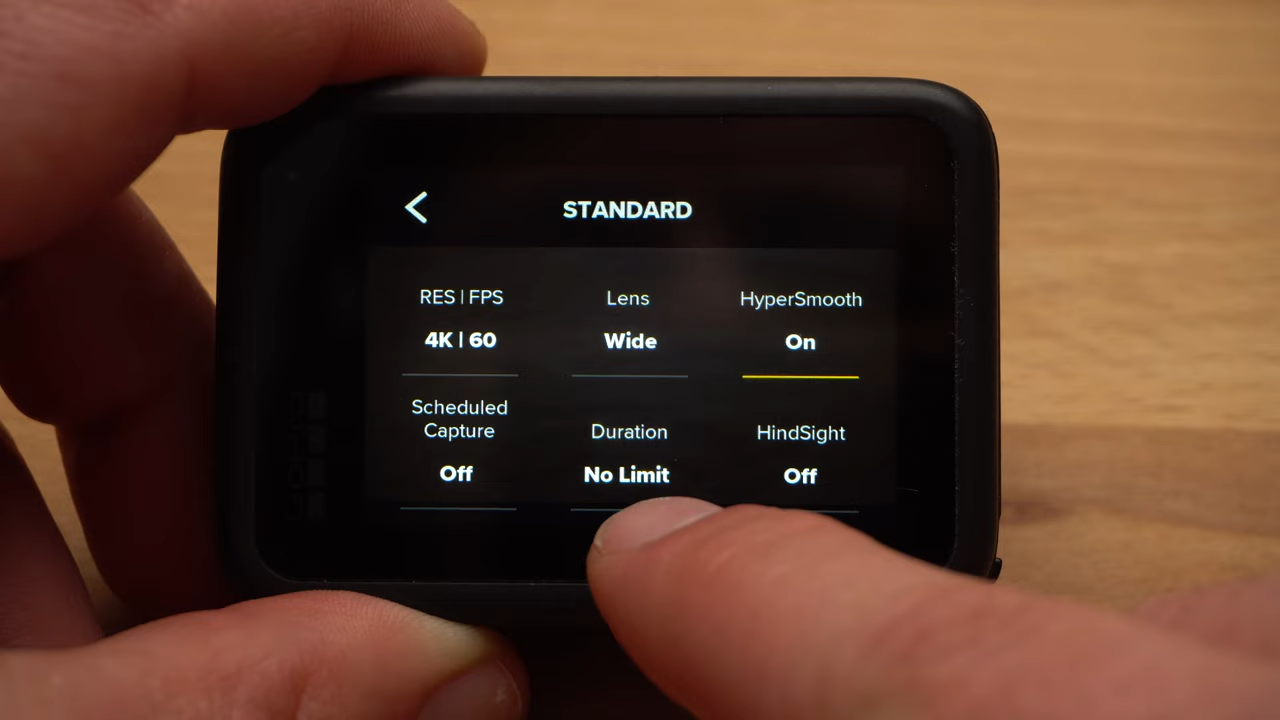 STANDARD
RES | FPS
Lens
HyperSmooth
4K | 60
Wide
On
Scheduled
Capture
Duration
HindSight
Off
No Limit
Off